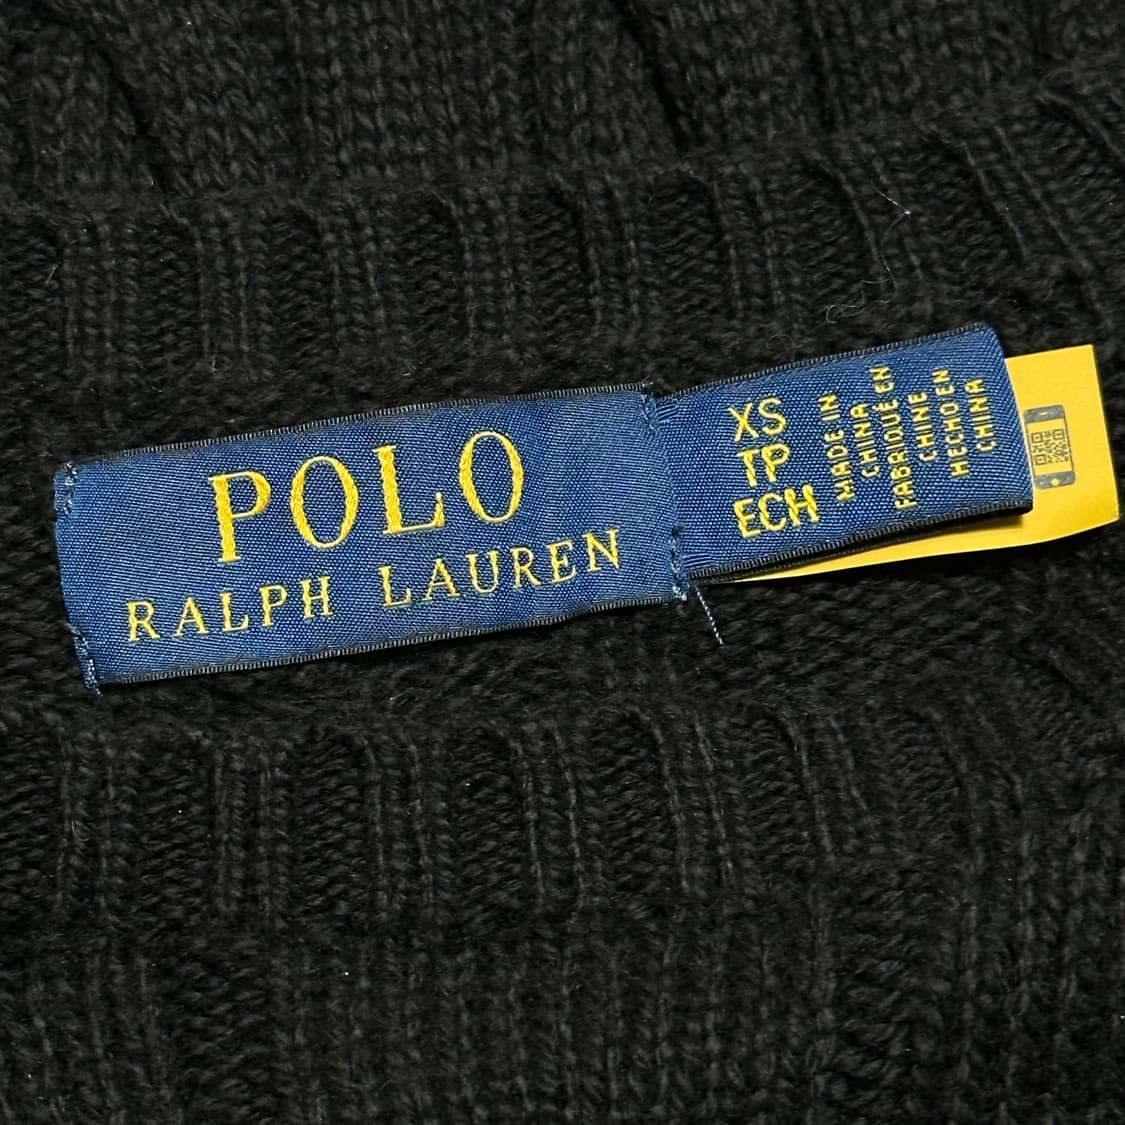 POLO
RALPH LAUREN
XS
TP
ECH
MADE IN
CHINA
FABRIQUÉ EN
CHINE
HECHO EN
CHINA